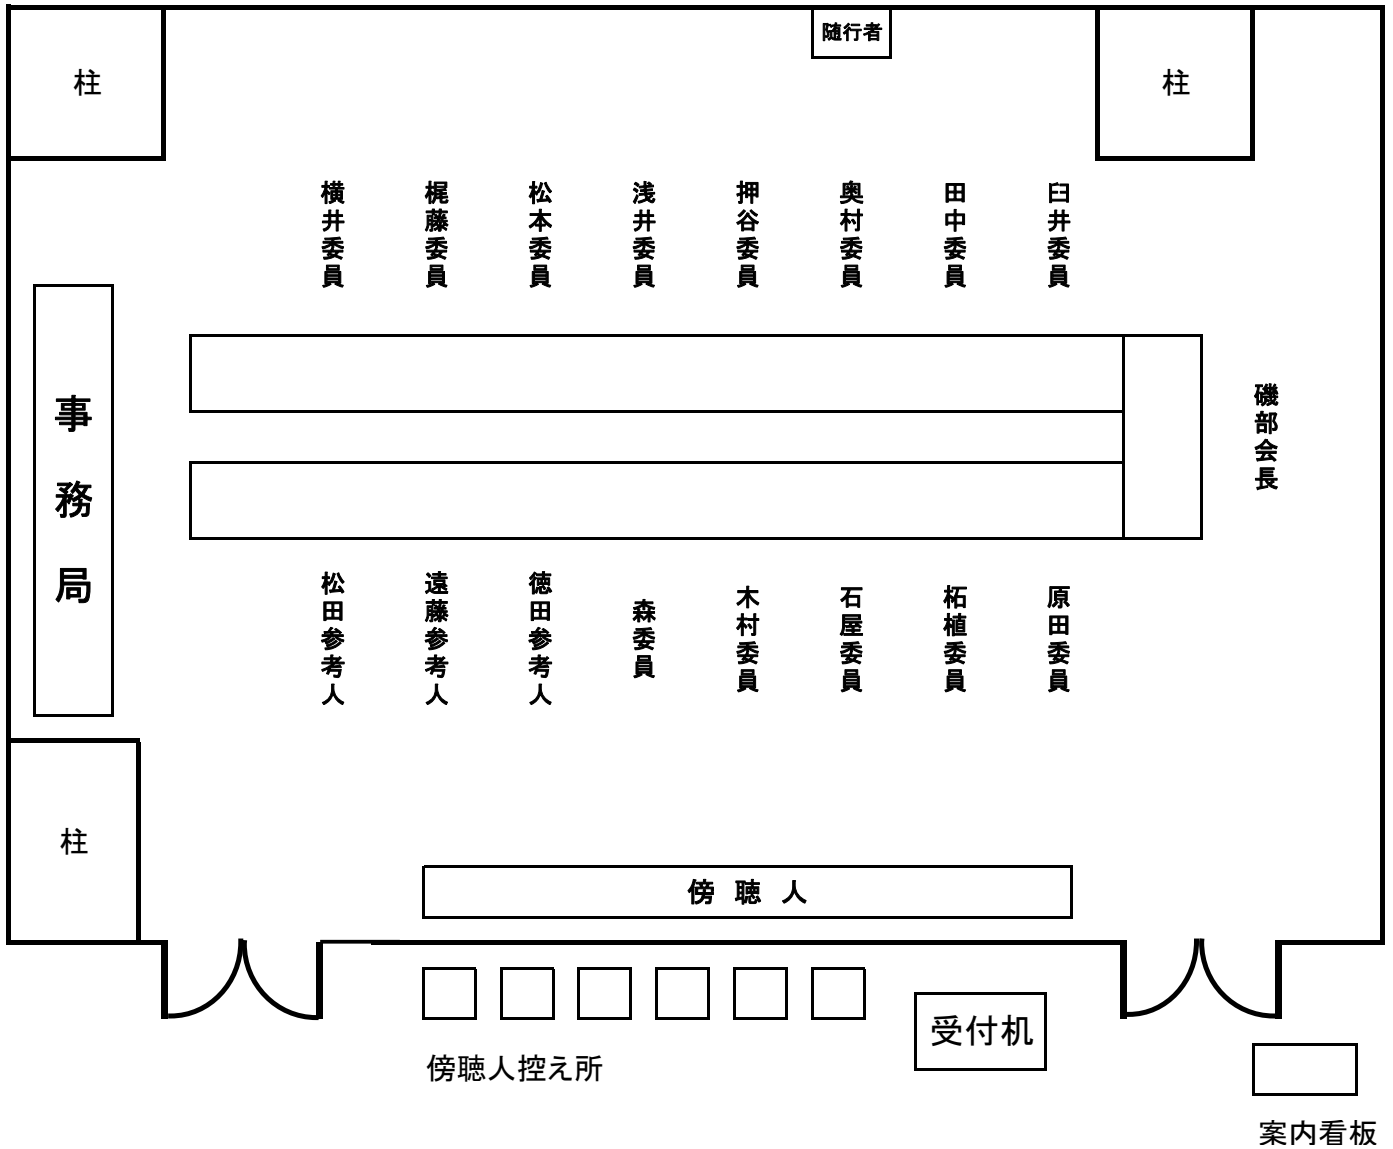 随行者
柱
柱
横井委員
梶藤委員
松本委員
浅井委員
押谷委員
奥村委員
田中委員
臼井委員
磯部会長
事務局
松田参考人
遠藤参考人
徳田参考人
森委員
木村委員
石屋委員
柘植委員
原田委員
柱
傍聴人
受付机
傍聴人控え所
案内看板